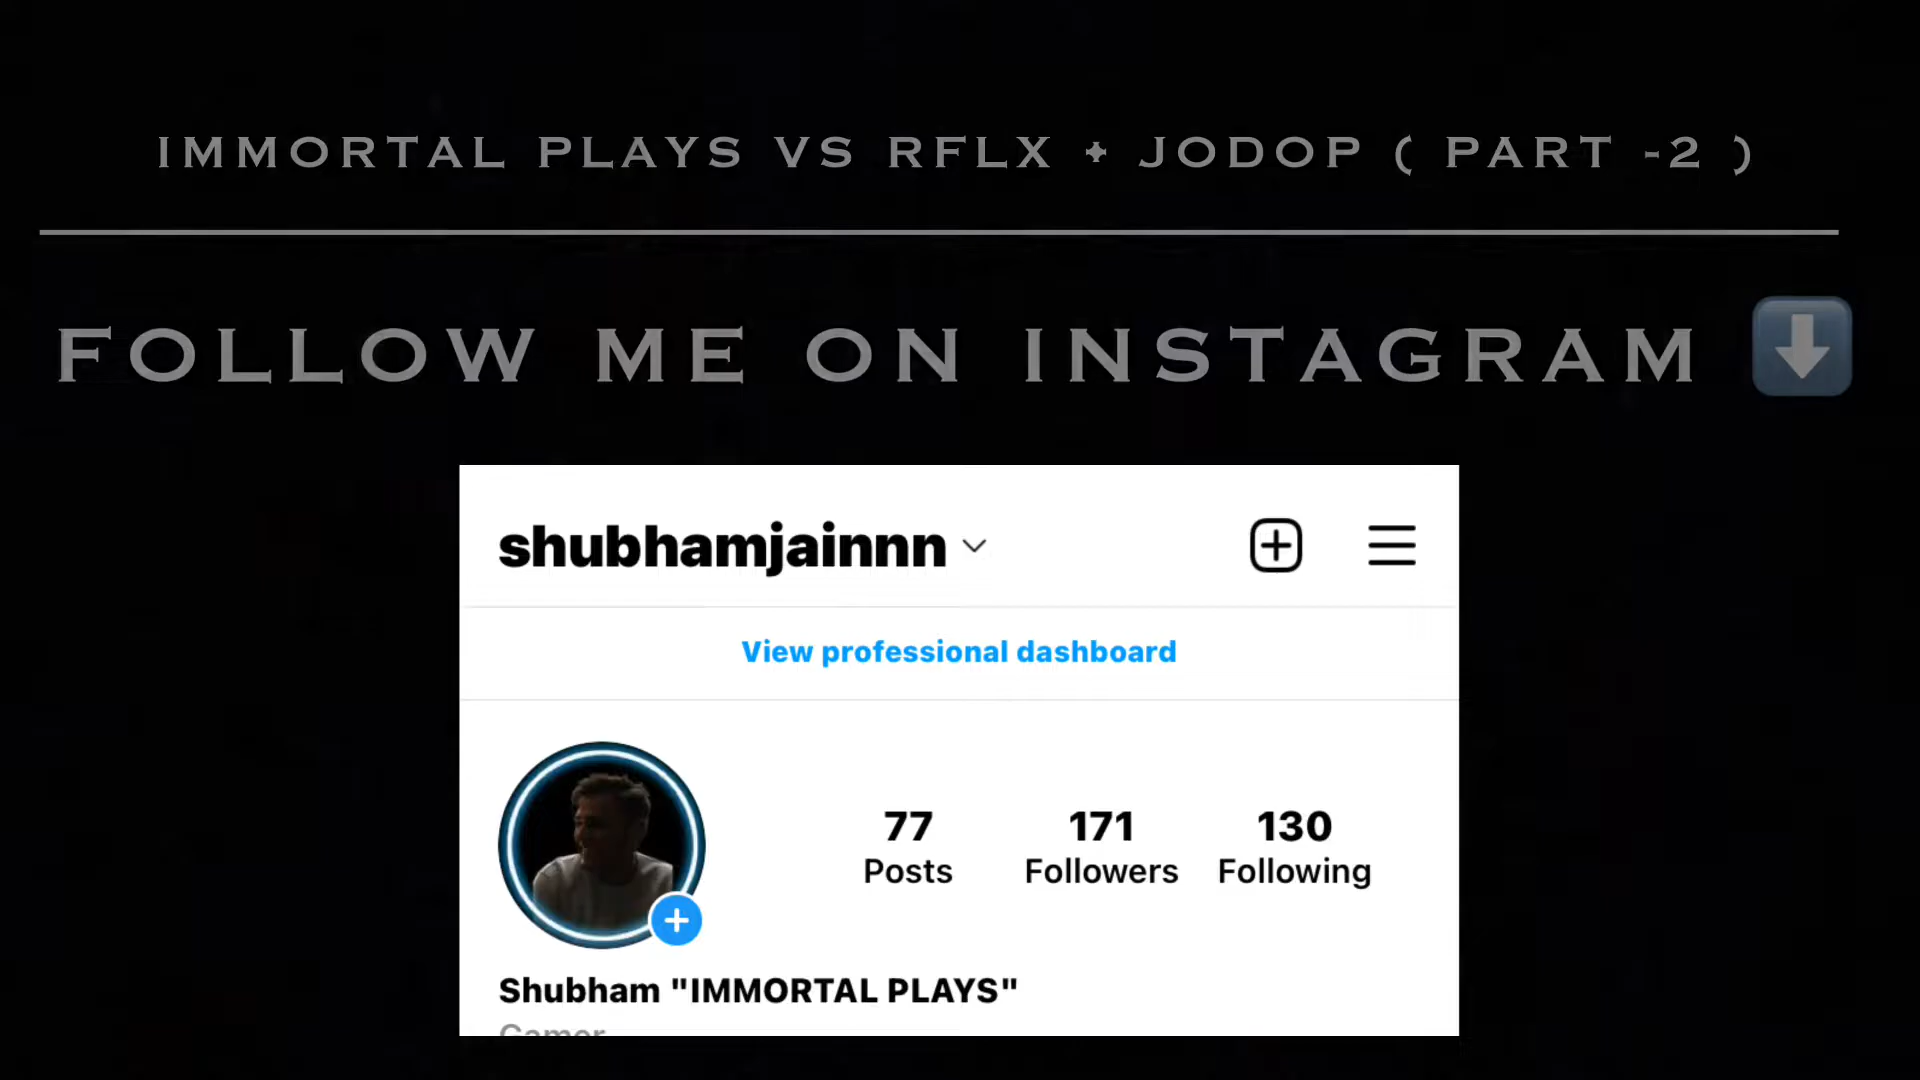 IMMORTAL PLAYS VS RFLX + JODOP ( PART -2 )
FOLLOW ME ON INSTAGRAM ⬇️
shubhamjainnn
View professional dashboard
77 171 130
Posts Followers Following
Shubham "IMMORTAL PLAYS"
Gamer